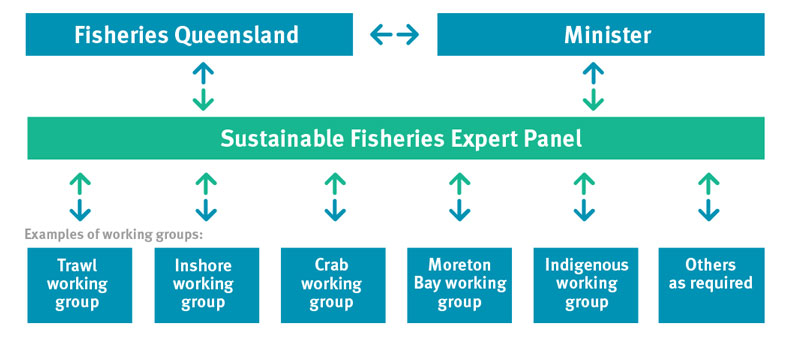 Fisheries Queensland
Minister
Sustainable Fisheries Expert Panel
Examples of working groups:
Trawl
working
group
Inshore
working
group
Crab
working
group
Moreton
Bay working
group
Indigenous
working
group
Others
as required